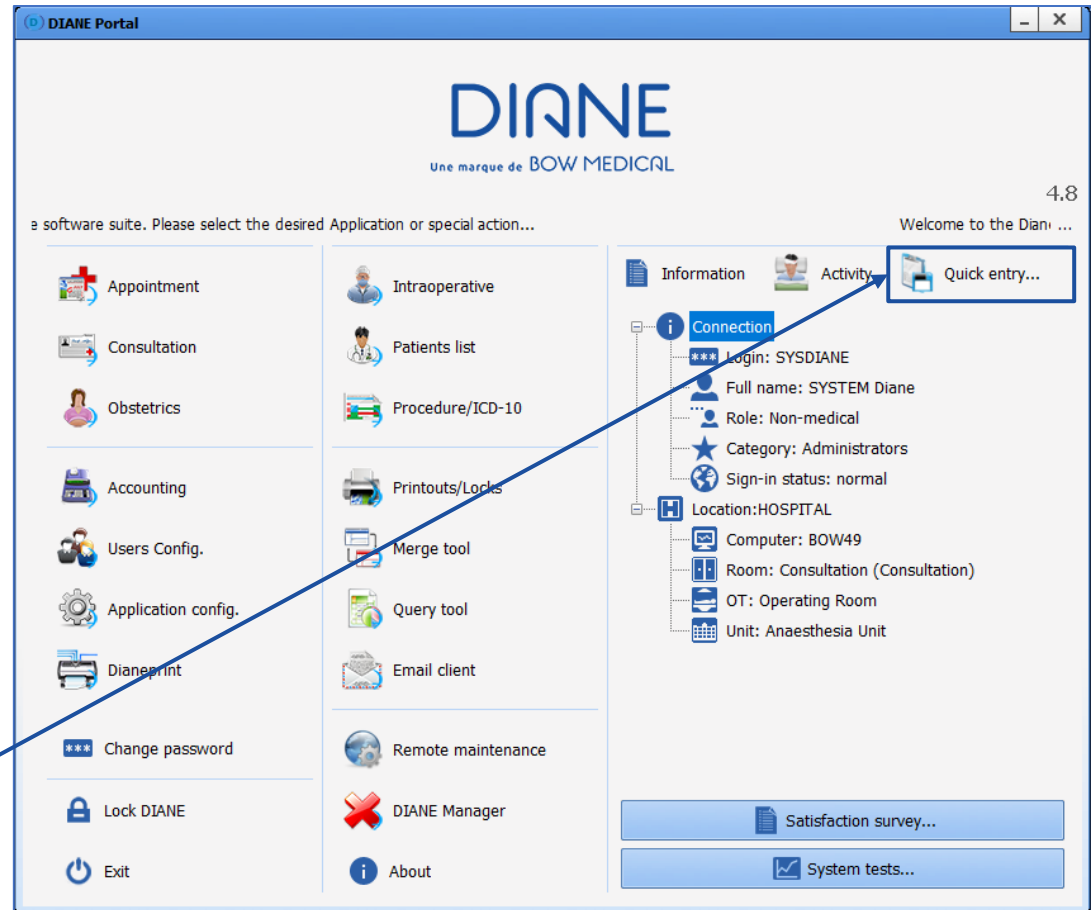 DIANE Portal
DIANE
Une marque de BOW MEDICAL
4.8
e software suite. Please select the desired Application or special action...
Welcome to the Dian ...
Appointment
Consultation
Obstetrics
Accounting
Users Config.
Application config.
Dianeprint
Change password
Lock DIANE
Exit
Intraoperative
Patients list
Procedure/ICD-10
Printouts/Locks
Merge tool
Query tool
Email client
Remote maintenance
DIANE Manager
About
Information
Activity
Quick entry...
Connection
Login: SYSDIANE
Full name: SYSTEM Diane
Role: Non-medical
Category: Administrators
Sign-in status: normal
Location:HOSPITAL
Computer: BOW49
Room: Consultation (Consultation)
OT: Operating Room
Unit: Anaesthesia Unit
Satisfaction survey...
System tests...